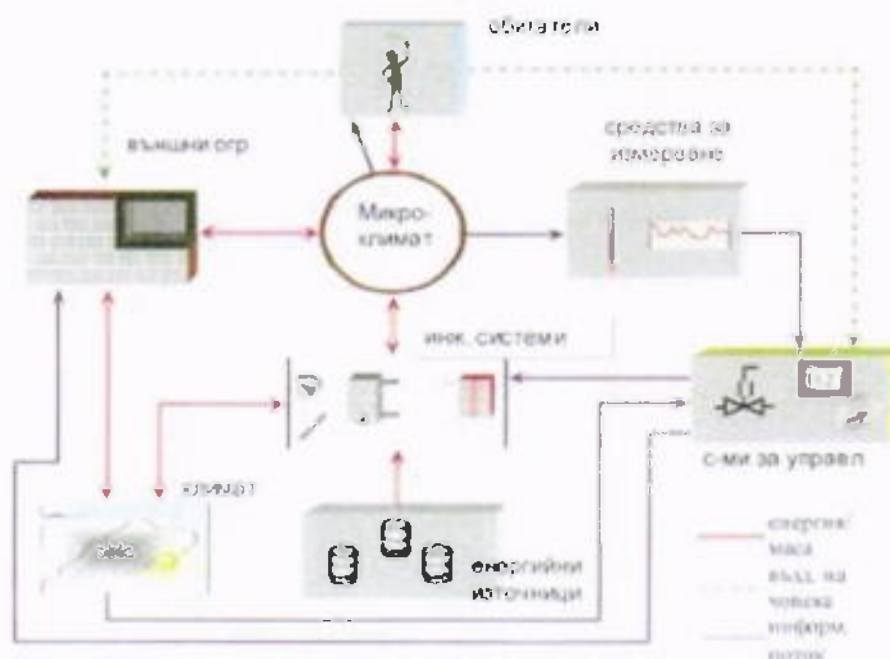 обитатели
външни огр
средства за
измерване
Микро-
климат
инж. системи
с-ми за управл
климат
енергийни
източници
енергия/
маса
възд. на
човека
информ.
поток